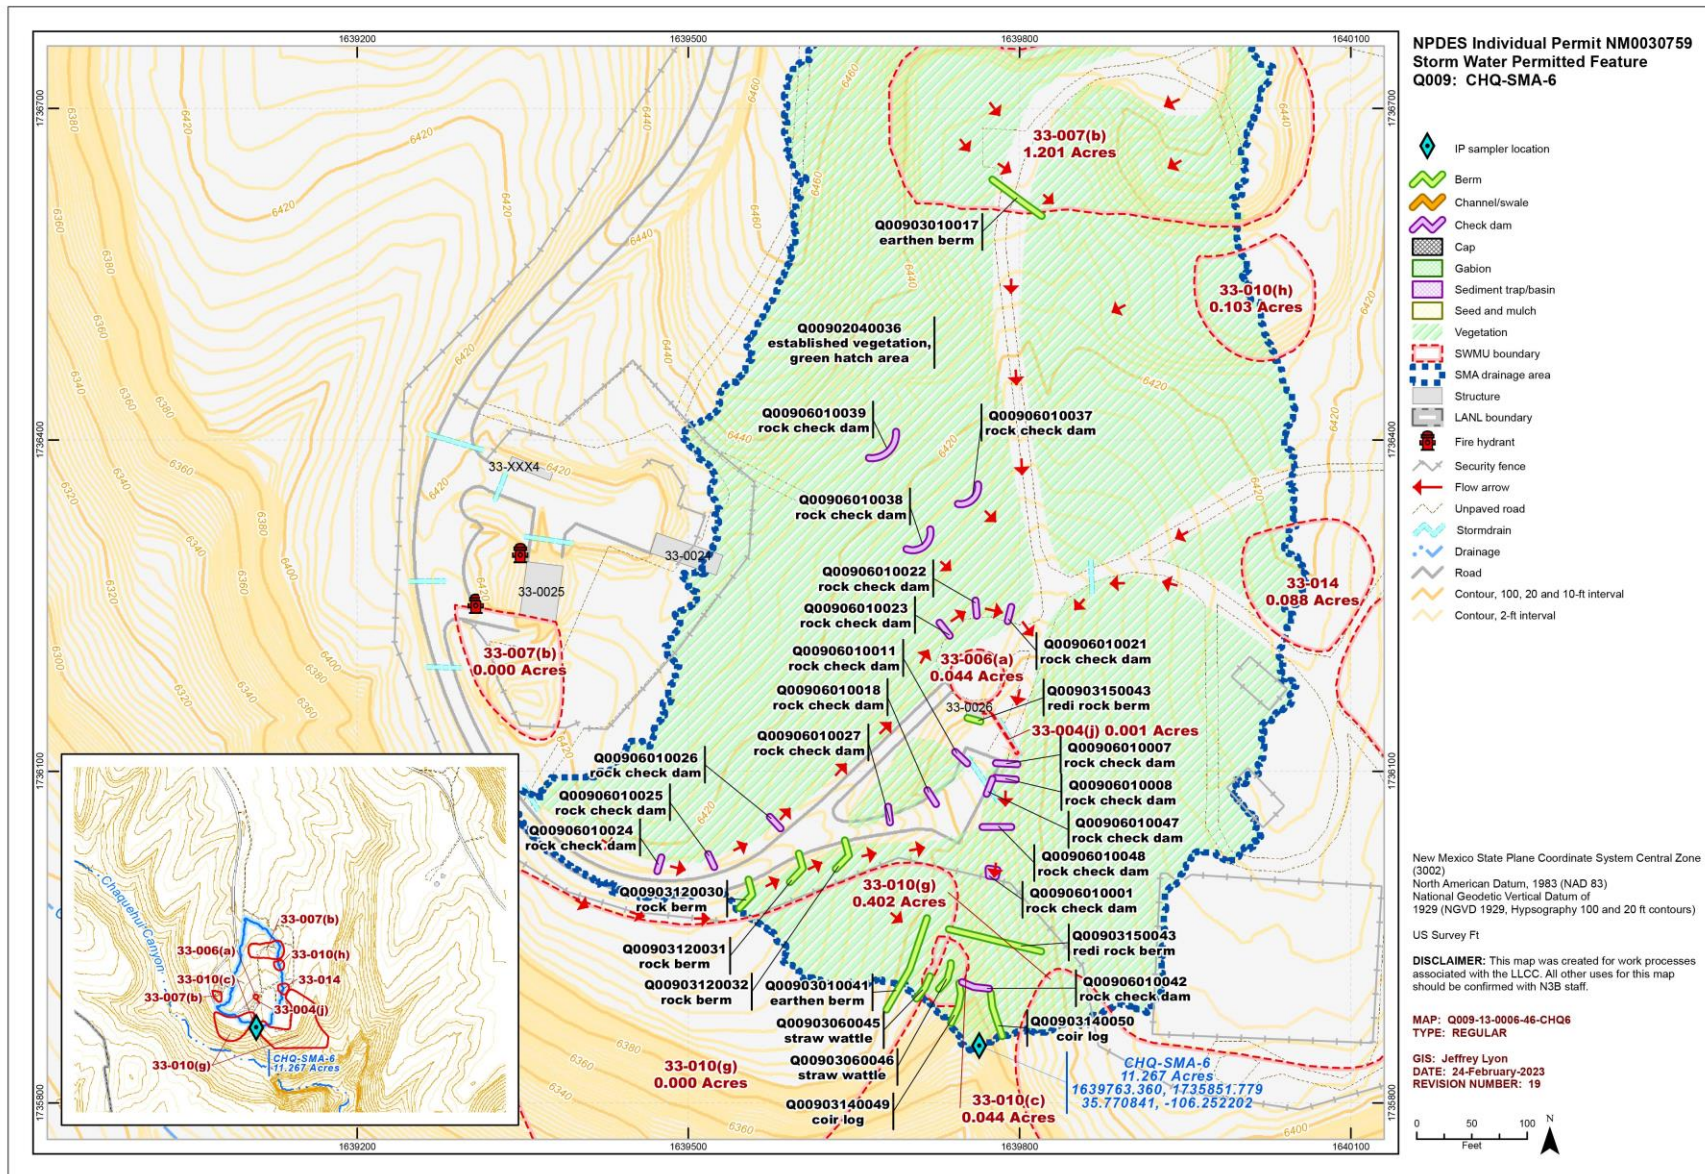 NPDES Individual Permit NM0030759
Storm Water Permitted Feature
Q009: CHQ-SMA-6
IP sampler location
Berm
Channel/swale
Check dam
Cap
Gabion
Sediment trap/basin
Seed and mulch
Vegetation
SWMU boundary
SMA drainage area
Structure
LANL boundary
Fire hydrant
Security fence
Flow arrow
Unpaved road
Stormdrain
Drainage
Road
Contour, 100, 20 and 10-ft interval
Contour, 2-ft interval
New Mexico State Plane Coordinate System Central Zone
(3002)
North American Datum, 1983 (NAD 83)
National Geodetic Vertical Datum of
1929 (NGVD 1929, Hypsography 100 and 20 ft contours)
US Survey Ft
DISCLAIMER: This map was created for work processes
associated with the LLCC. All other uses for this map
should be confirmed with N3B staff.
MAP: Q009-13-0006-46-CHQ6
TYPE: REGULAR
GIS: Jeffrey Lyon
DATE: 24-February-2023
REVISION NUMBER: 19
0 50 100
Feet
N
1639200 1639500 1639800 1640100
1736700 1736700
1736400 1736400
1736100 1736100
1735800 1735800
1639200 1639500 1639800 1640100
33-007(b)
1.201 Acres
Q00903010017
earthen berm
33-010(h)
0.103 Acres
Q00902040036
established vegetation,
green hatch area
Q00906010039
rock check dam
Q00906010037
rock check dam
33-XXX4
Q00906010038
rock check dam
33-0024
33-0025
33-014
0.088 Acres
Q00906010022
rock check dam
Q00906010023
rock check dam
Q00906010011
rock check dam
Q00906010021
rock check dam
33-007(b)
0.000 Acres
33-006(a)
0.044 Acres
Q00906010018
rock check dam
Q00903150043
redi rock berm
33-0026
33-004(j) 0.001 Acres
Q00906010027
rock check dam
Q00906010007
rock check dam
Q00906010026
rock check dam
Q00906010008
rock check dam
Q00906010025
rock check dam
Q00906010047
rock check dam
Q00906010024
rock check dam
Q00906010048
rock check dam
Q00903120030
rock berm
33-010(g)
0.402 Acres
Q00906010001
rock check dam
Q00903120031
rock berm
Q00903150043
redi rock berm
Q00903120032
rock berm
Q00903010041
earthen berm
Q00906010042
rock check dam
Q00903060045
straw wattle
Q00903140050
coir log
Q00903060046
straw wattle
33-010(g)
0.000 Acres
Q00903140049
coir log
33-010(c)
0.044 Acres
CHQ-SMA-6
11.267 Acres
1639763.360, 1735851.779
35.770841, -106.252202
Chaquehui Canyon
33-007(b)
33-006(a)
33-010(h)
33-010(c)
33-014
33-007(b)
33-004(j)
33-010(g)
CHQ-SMA-6
11.267 Acres
6380
6360
6420
6440
6460
6400
6340
6320
6300